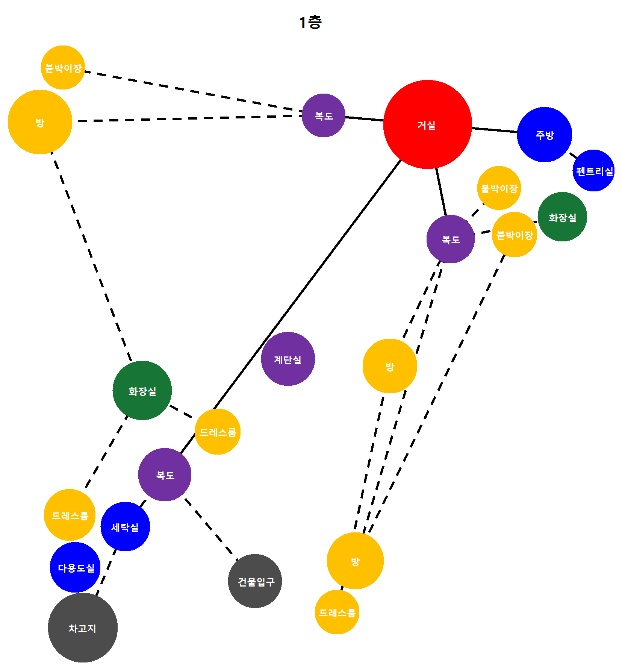 1층
붙박이장
방
복도
거실
주방
펜트리실
붙박이장
화장실
복도
붙박이장
계단실
방
화장실
드레스룸
복도
드레스룸
세탁실
다용도실
건물입구
방
드레스룸
차고지